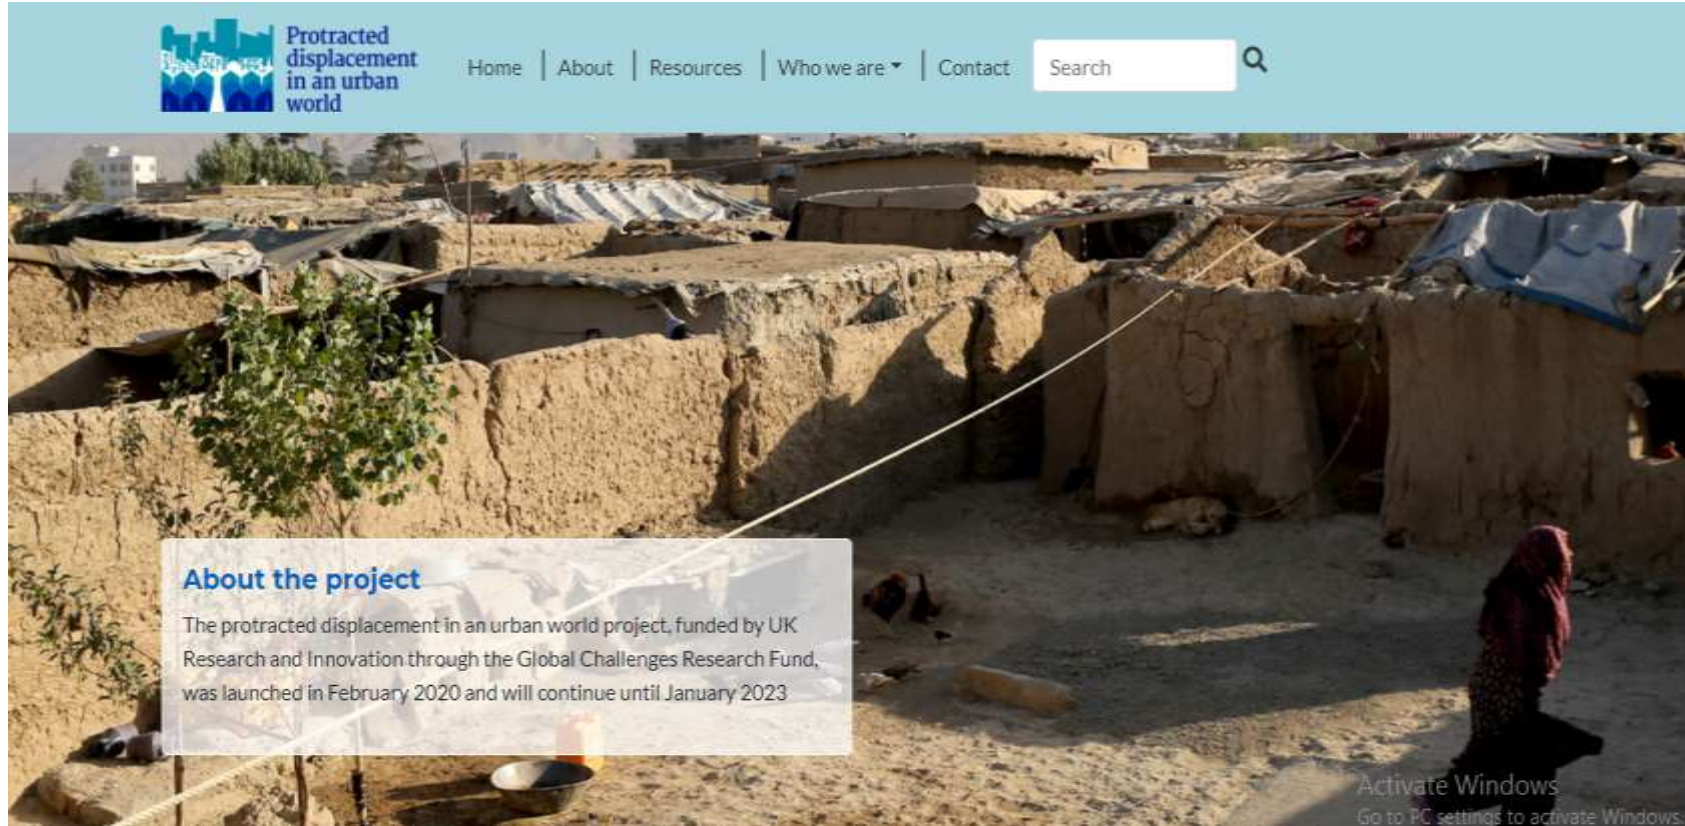 Protracted
displacement
in an urban
world
Home | About | Resources | Who we are | Contact
Search
About the project
The protracted displacement in an urban world project, funded by UK
Research and Innovation through the Global Challenges Research Fund,
was launched in February 2020 and will continue until January 2023
Activate Windows
Go to PC settings to activate Windows.